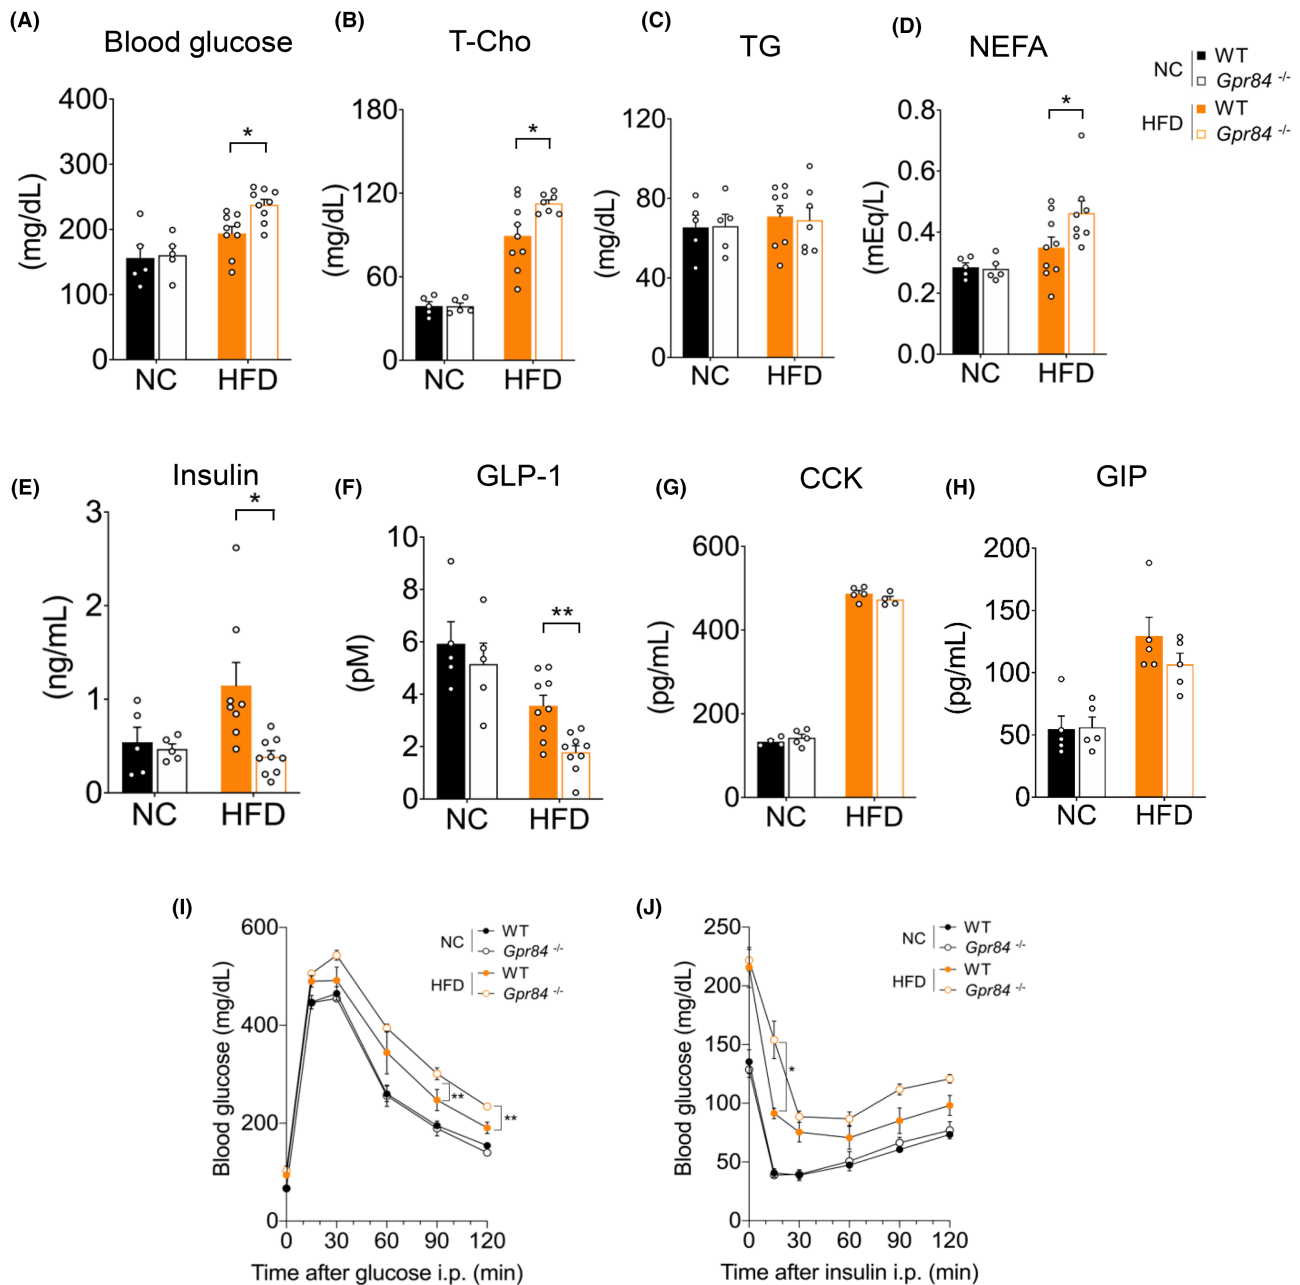 (A)
Blood glucose
(mg/dL)
400
300
200
100
0
*
NC
HFD
(B)
T-Cho
(mg/dL)
180
120
60
0
*
NC
HFD
(C)
TG
(mg/dL)
120
80
40
0
NC
HFD
(D)
NEFA
(mEq/L)
0.8
0.6
0.4
0.2
0.0
*
NC
HFD
NC
WT
Gpr84 -/-
HFD
WT
Gpr84 -/-
(E)
Insulin
(ng/mL)
3
2
1
0
*
NC
HFD
(F)
GLP-1
(pM)
10
8
6
4
2
0
**
NC
HFD
(G)
CCK
(pg/mL)
600
400
200
0
NC
HFD
(H)
GIP
(pg/mL)
200
150
100
50
0
NC
HFD
(I)
Blood glucose (mg/dL)
600
400
200
0
NC
WT
Gpr84 -/-
HFD
WT
Gpr84 -/-
**
**
0 30 60 90 120
Time after glucose i.p. (min)
(J)
Blood glucose (mg/dL)
250
200
150
100
50
0
NC
WT
Gpr84 -/-
HFD
WT
Gpr84 -/-
*
0 30 60 90 120
Time after insulin i.p. (min)